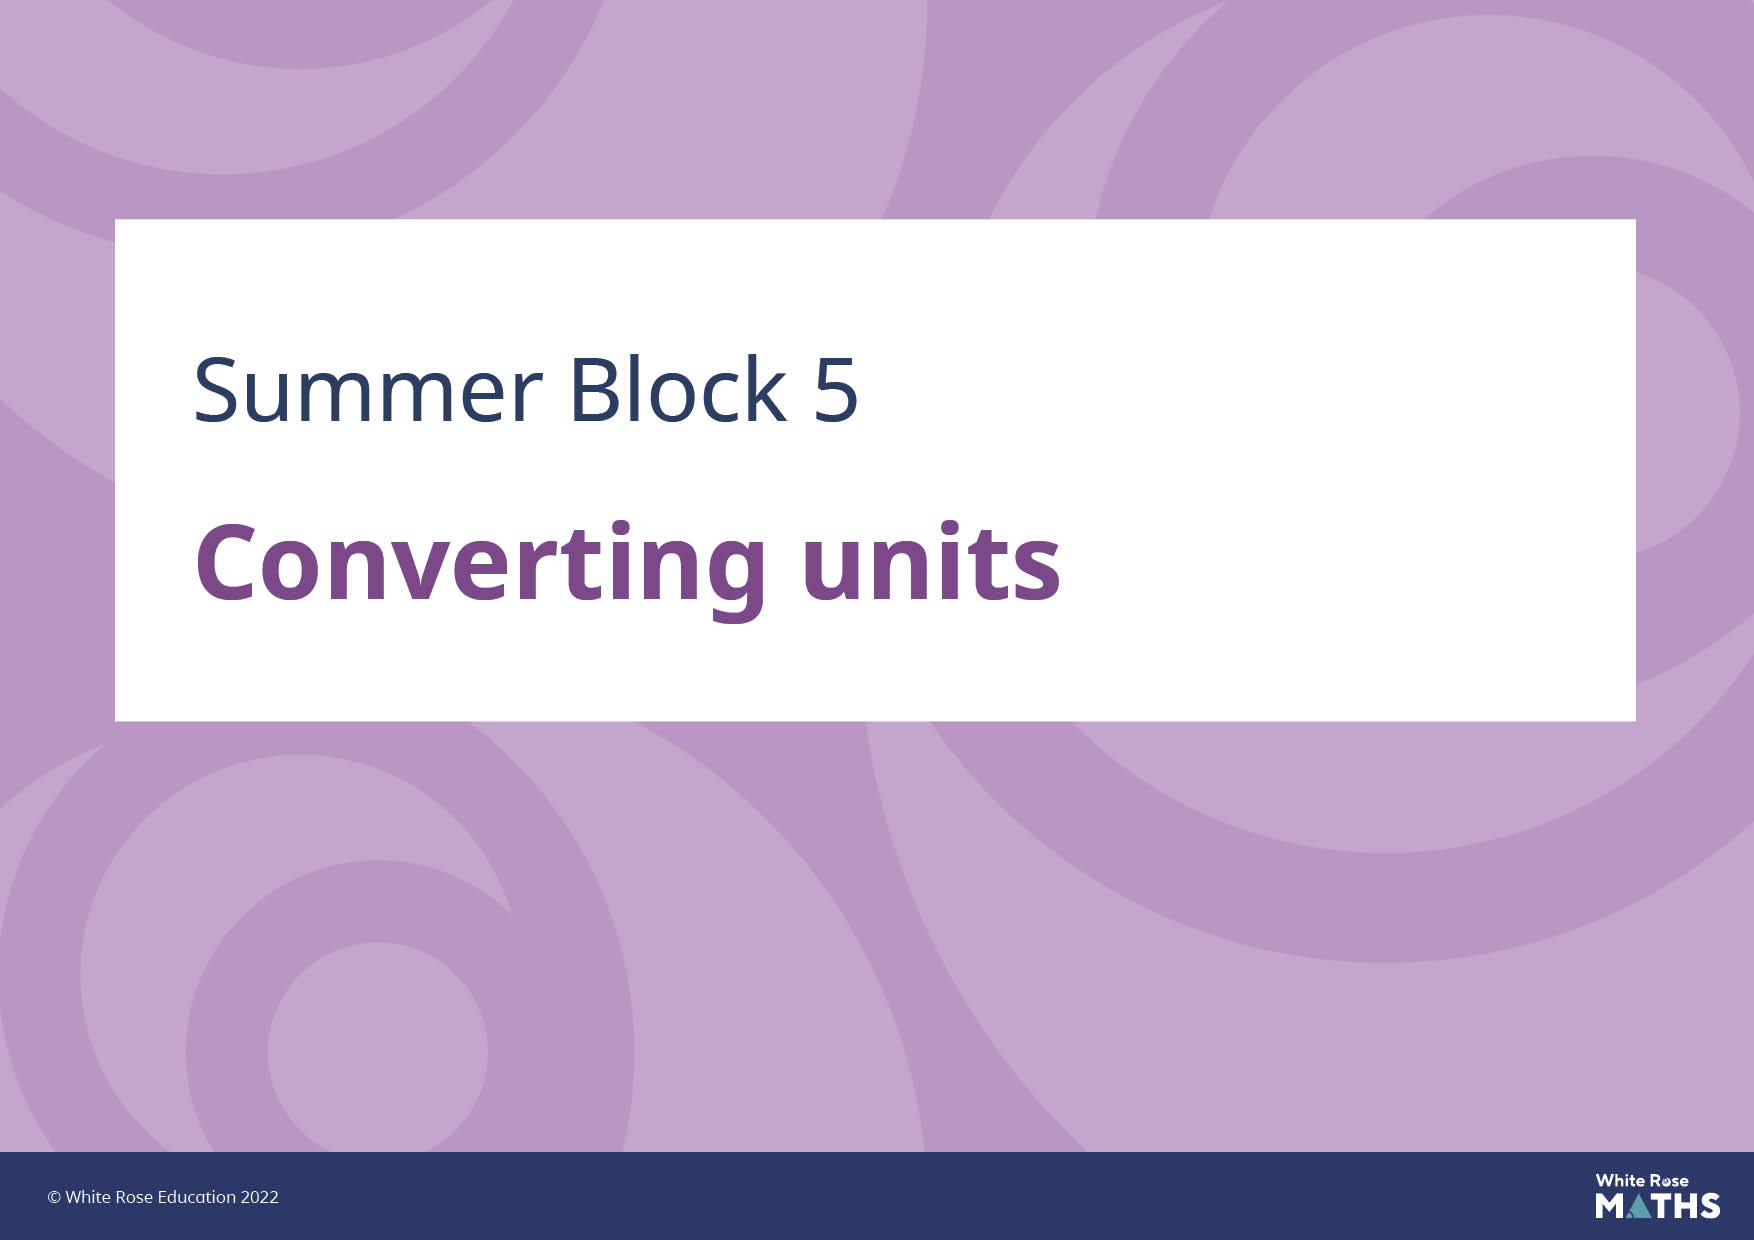 Summer Block 5
Converting units
© White Rose Education 2022
White Rose
MATHS